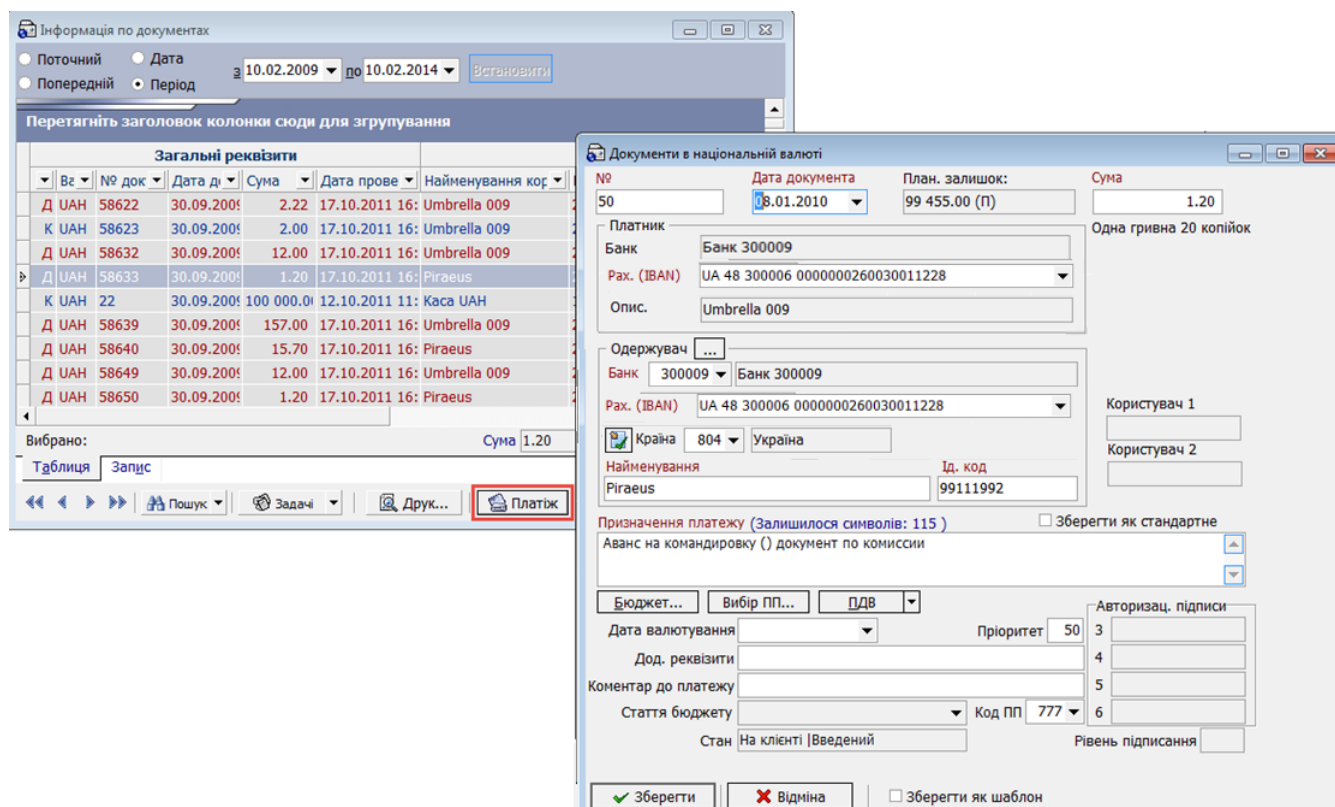 Інформація по документах
Поточний Дата
Попередній Період
з 10.02.2009 по 10.02.2014 Встановити
Перетягніть заголовок колонки сюди для згрупування
Загальні реквізити
Ва № док Дата до Сума Дата прове Найменування кор
Д UAH 58622 30.09.2009 2.22 17.10.2011 16: Umbrella 009
К UAH 58623 30.09.2009 2.00 17.10.2011 16: Umbrella 009
Д UAH 58632 30.09.2009 12.00 17.10.2011 16: Umbrella 009
Д UAH 58633 30.09.2009 1.20 17.10.2011 16: Piraeus
К UAH 22 30.09.2009 100 000.0 12.10.2011 11: Каса UAH
Д UAH 58639 30.09.2009 157.00 17.10.2011 16: Umbrella 009
Д UAH 58640 30.09.2009 15.70 17.10.2011 16: Piraeus
Д UAH 58649 30.09.2009 12.00 17.10.2011 16: Umbrella 009
Д UAH 58650 30.09.2009 1.20 17.10.2011 16: Piraeus
Вибрано: Сума 1.20
Таблиця Запис
Пошук Задачі Друк... Платіж
Документи в національній валюті
№ Дата документа План. залишок: Сума
50 08.01.2010 99 455.00 (П) 1.20
Одна гривна 20 копійок
Платник
Банк Банк 300009
Рах. (IBAN) UA 48 300006 0000000260030011228
Опис. Umbrella 009
Одержувач ...
Банк 300009 Банк 300009
Рах. (IBAN) UA 48 300006 0000000260030011228
Користувач 1
Країна 804 Україна
Користувач 2
Найменування Ід. код
Piraeus 99111992
Призначення платежу (Залишилося символів: 115 ) Зберегти як стандартне
Аванс на командировку () документ по комиссии
Бюджет... Вибір ПП... ПДВ
Авторизац. підписи
Дата валютування Пріоритет 50 3
Дод. реквізити 4
Коментар до платежу 5
Стаття бюджету Код ПП 777 6
Стан На клієнті |Введений Рівень підписання
Зберегти Відміна Зберегти як шаблон